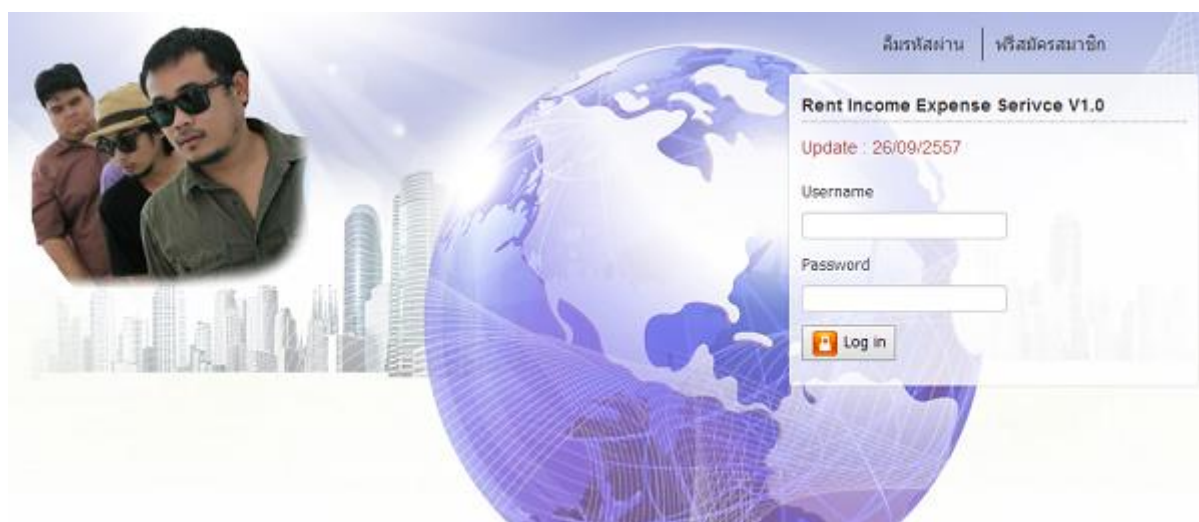 ลืมรหัสผ่าน ฟรีสมัครสมาชิก
Rent Income Expense Serivce V1.0
Update : 26/09/2557
Username
Password
Log in